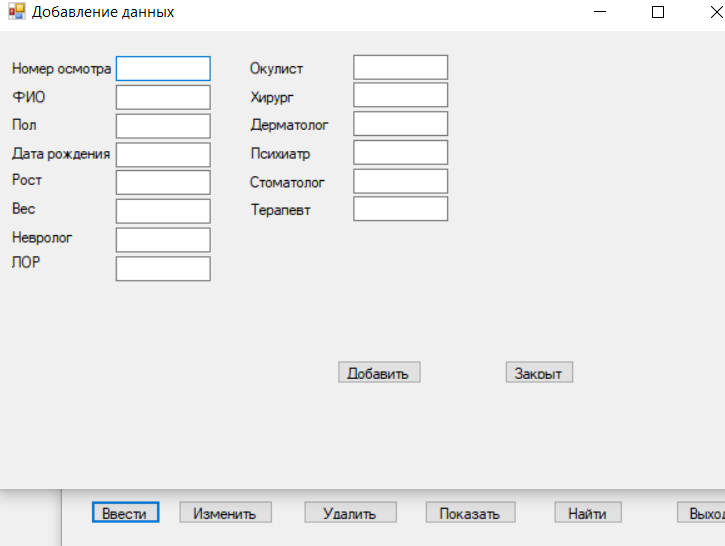 Добавление данных
Номер осмотра
ФИО
Пол
Дата рождения
Рост
Вес
Невролог
ЛОР
Окулист
Хирург
Дерматолог
Психиатр
Стоматолог
Терапевт
Добавить Закрыт
Ввести Изменить Удалить Показать Найти Выход